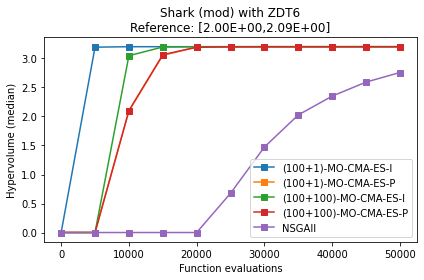 Shark (mod) with ZDT6
Reference: [2.00E+00,2.09E+00]
Hypervolume (median)
3.0
2.5
2.0
1.5
1.0
0.5
0.0
(100+1)-MO-CMA-ES-I
(100+1)-MO-CMA-ES-P
(100+100)-MO-CMA-ES-I
(100+100)-MO-CMA-ES-P
NSGAII
0 10000 20000 30000 40000 50000
Function evaluations